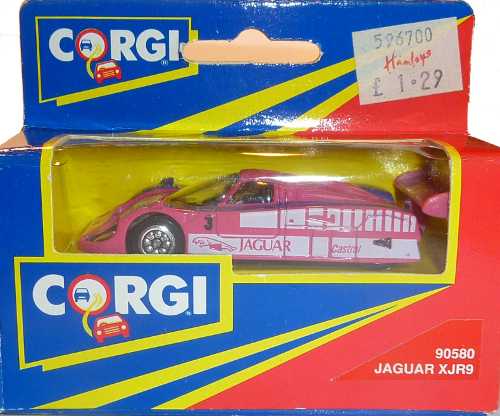 CORGI
®
596700
Hamleys
£ 1·29
3
JAGUAR
Castrol
CORGI
®
90580
JAGUAR XJR9